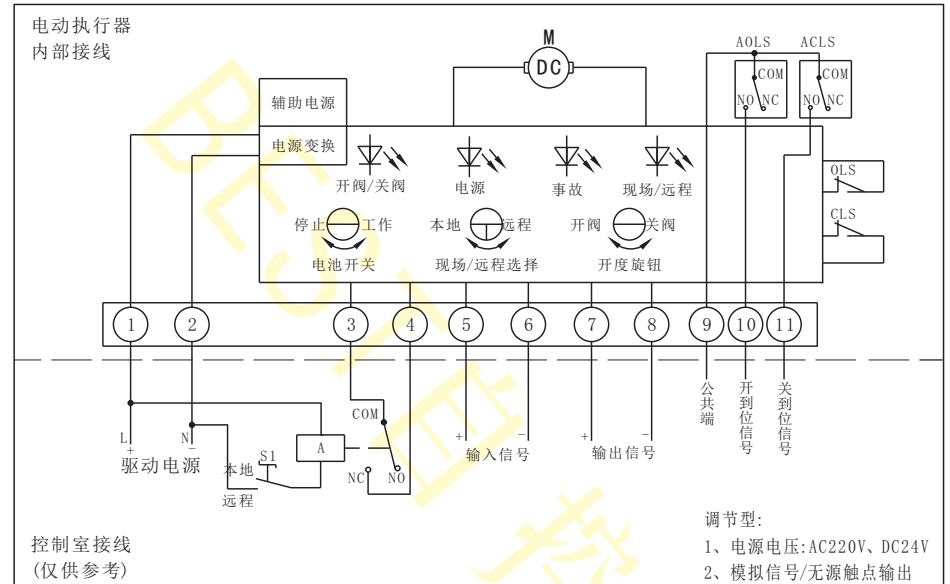 电动执行器
内部接线
M
DC
AOLS
ACLS
COM
NO NC
COM
NO NC
辅助电源
电源变换
开阀/关阀
电源
事故
现场/远程
停止
工作
电池开关
本地
远程
现场/远程选择
开阀
关阀
开度旋钮
OLS
CLS
1
2
3
4
5
6
7
8
9
10
11
L
+
N
-
驱动电源
S1
本地
远程
A
COM
NC
NO
+
-
输入信号
+
-
输出信号
公共端
开到位信号
关到位信号
控制室接线
(仅供参考)
调节型:
1、电源电压:AC220V、DC24V
2、模拟信号/无源触点输出
BEST百控